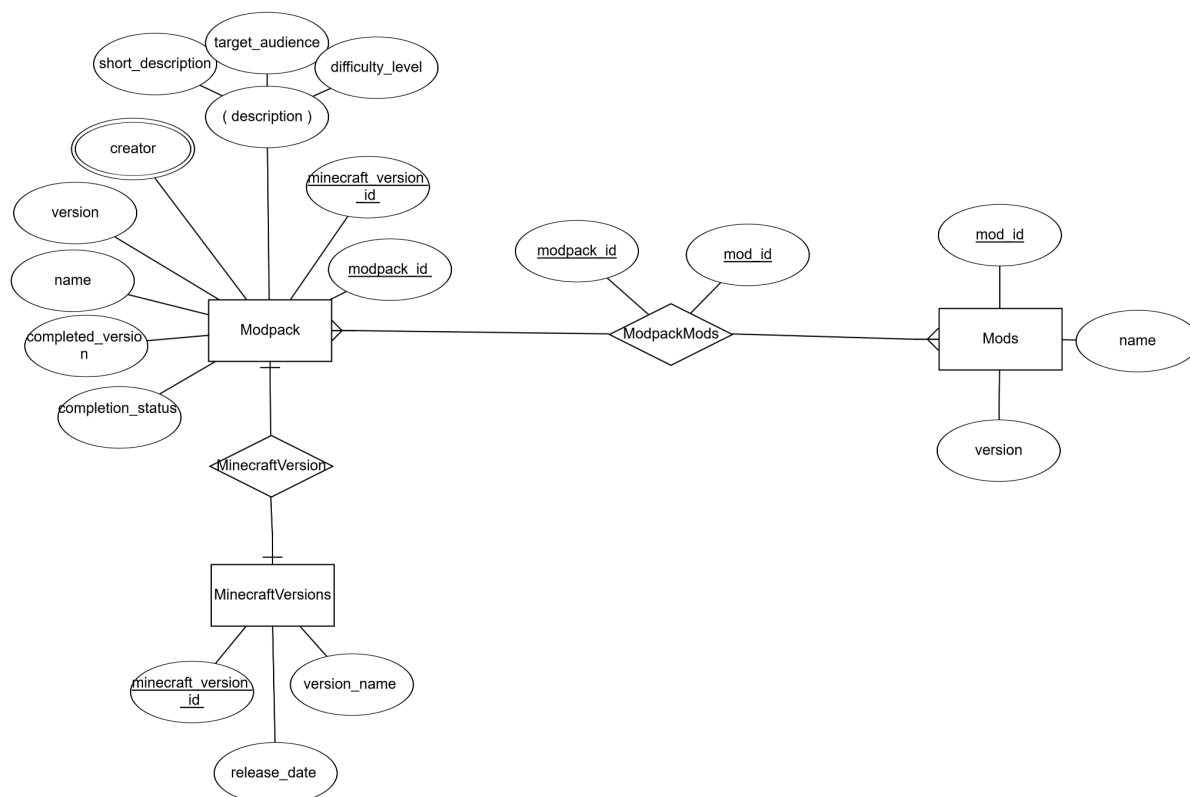 target_audience
short_description
difficulty_level
( description )
creator
minecraft_version
_id
version
modpack_id
mod_id
mod_id
modpack_id
name
Modpack
ModpackMods
Mods
name
completed_versio
n
completion_status
version
MinecraftVersion
MinecraftVersions
minecraft_version
_id
version_name
release_date